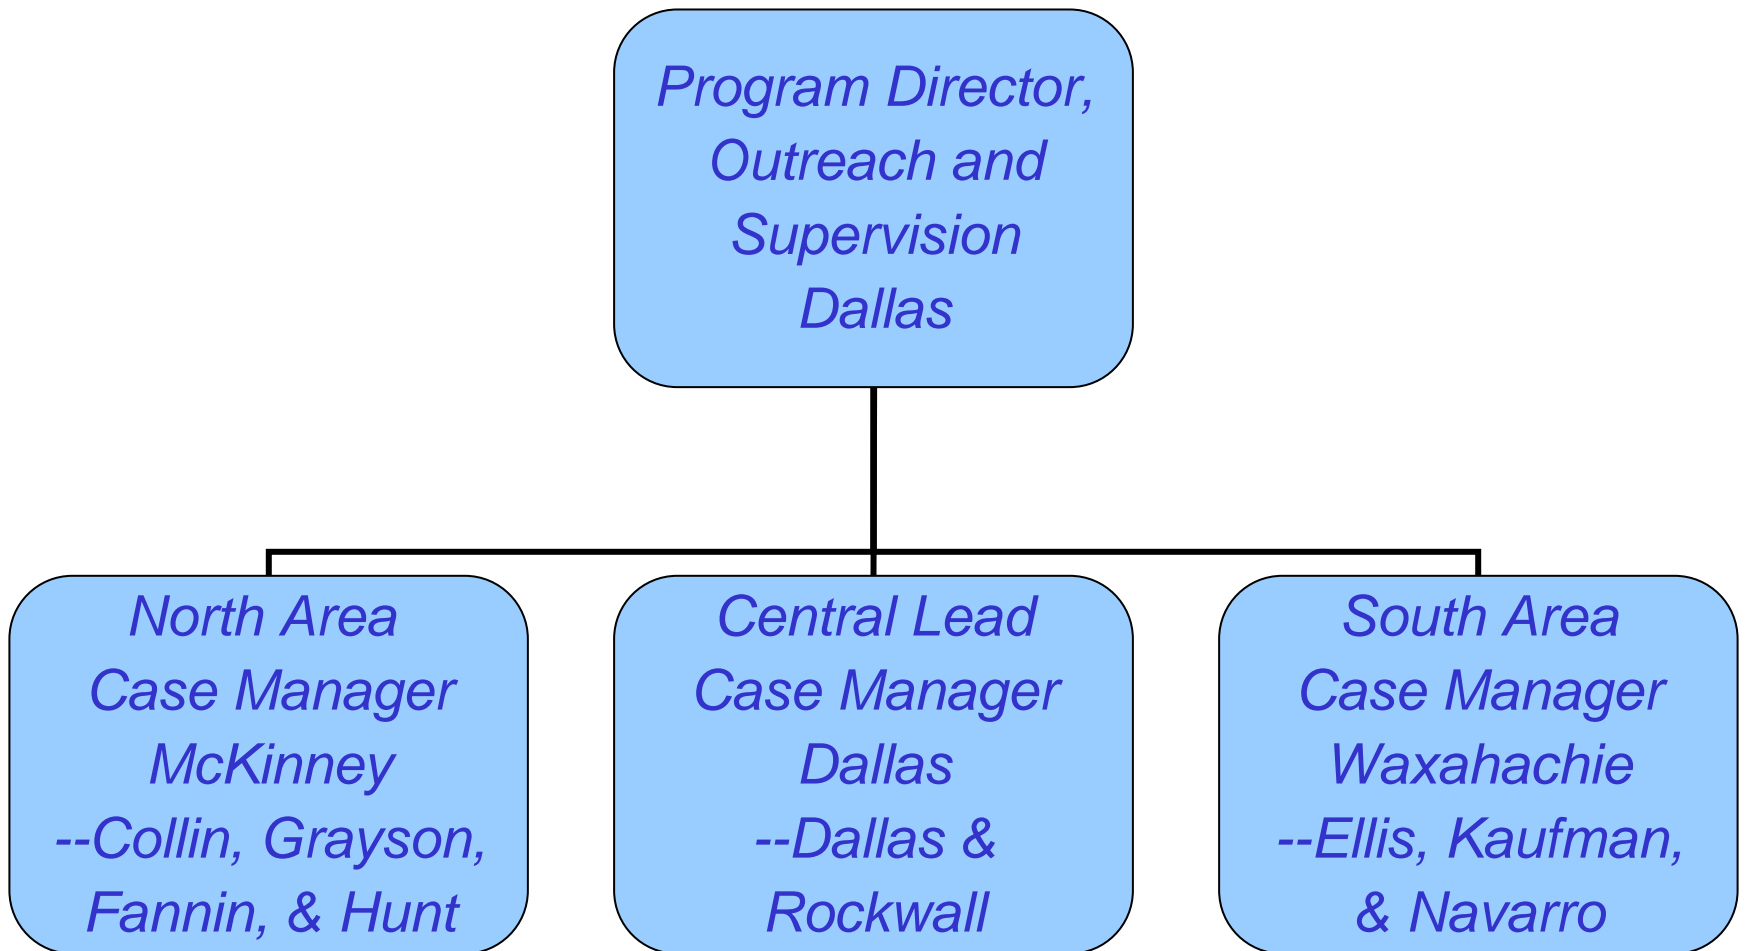 Program Director,
Outreach and
Supervision
Dallas
North Area
Case Manager
McKinney
--Collin, Grayson,
Fannin, & Hunt
Central Lead
Case Manager
Dallas
--Dallas &
Rockwall
South Area
Case Manager
Waxahachie
--Ellis, Kaufman,
& Navarro